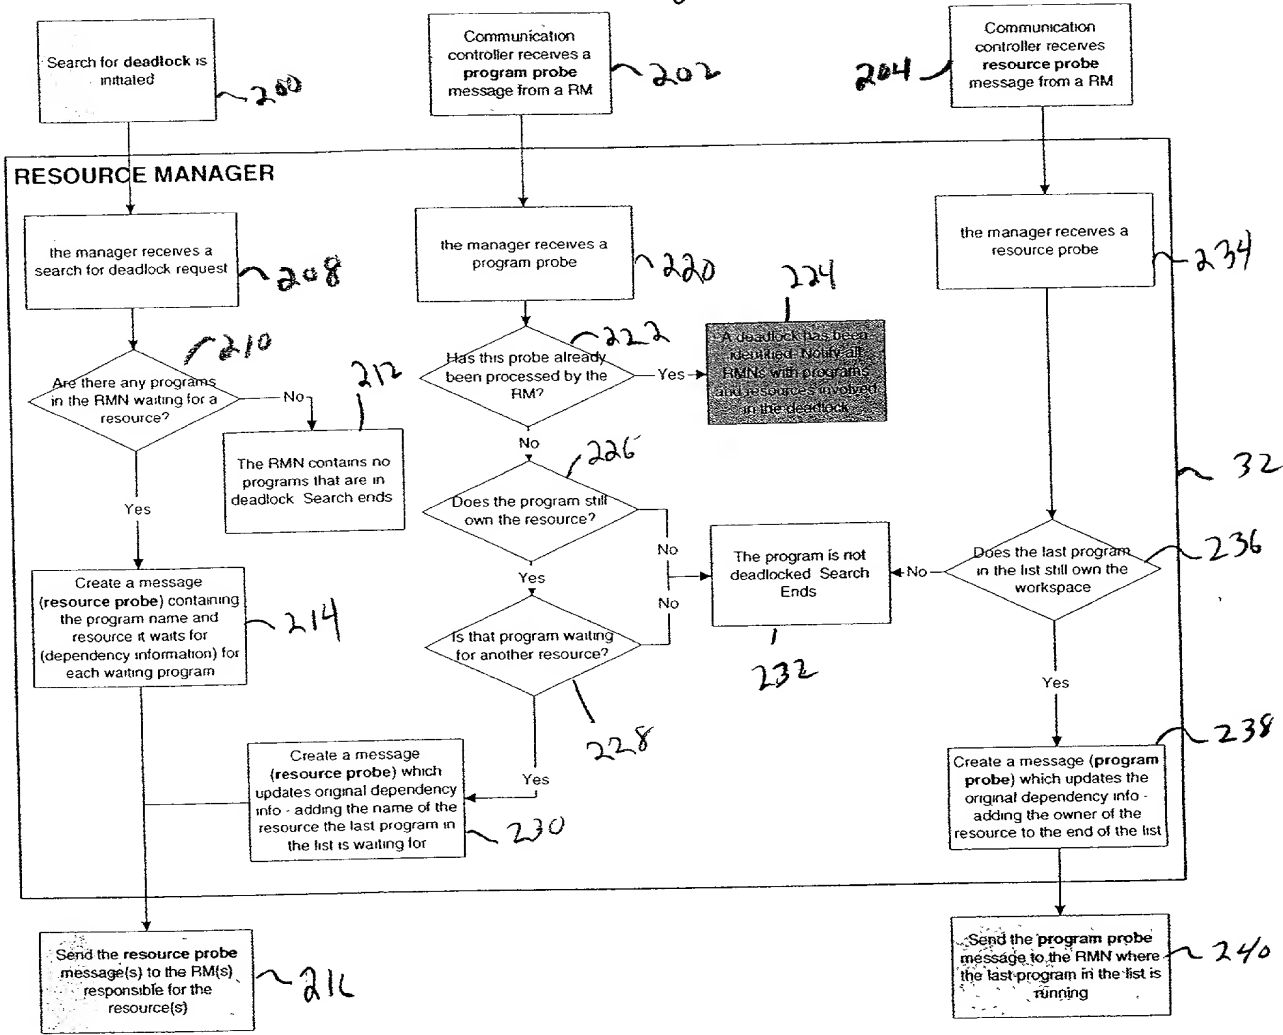 Search for deadlock is
initiated
200
Communication
controller receives a
program probe
message from a RM
202
204
Communication
controller receives
resource probe
message from a RM
RESOURCE MANAGER
the manager receives a
search for deadlock request
208
the manager receives a
program probe
220
the manager receives a
resource probe
234
210
Are there any programs
in the RMN waiting for a
resource?
No
212
The RMN contains no
programs that are in
deadlock Search ends
Yes
222
Has this probe already
been processed by the
RM?
Yes
224
A deadlock has been
identified. Notify all
RMNs with programs
and resources involved
in the deadlock
No
226
Does the program still
own the resource?
No
Yes
Is that program waiting
for another resource?
No
228
Yes
The program is not
deadlocked Search
Ends
232
No
Does the last program
in the list still own the
workspace
236
32
Yes
Create a message
(resource probe) containing
the program name and
resource it waits for
(dependency information) for
each waiting program
214
Create a message
(resource probe) which
updates original dependency
info - adding the name of the
resource the last program in
the list is waiting for
230
238
Create a message (program
probe) which updates the
original dependency info -
adding the owner of the
resource to the end of the list
Send the resource probe
message(s) to the RM(s)
responsible for the
resource(s)
216
Send the program probe
message to the RMN where
the last program in the list is
running
240